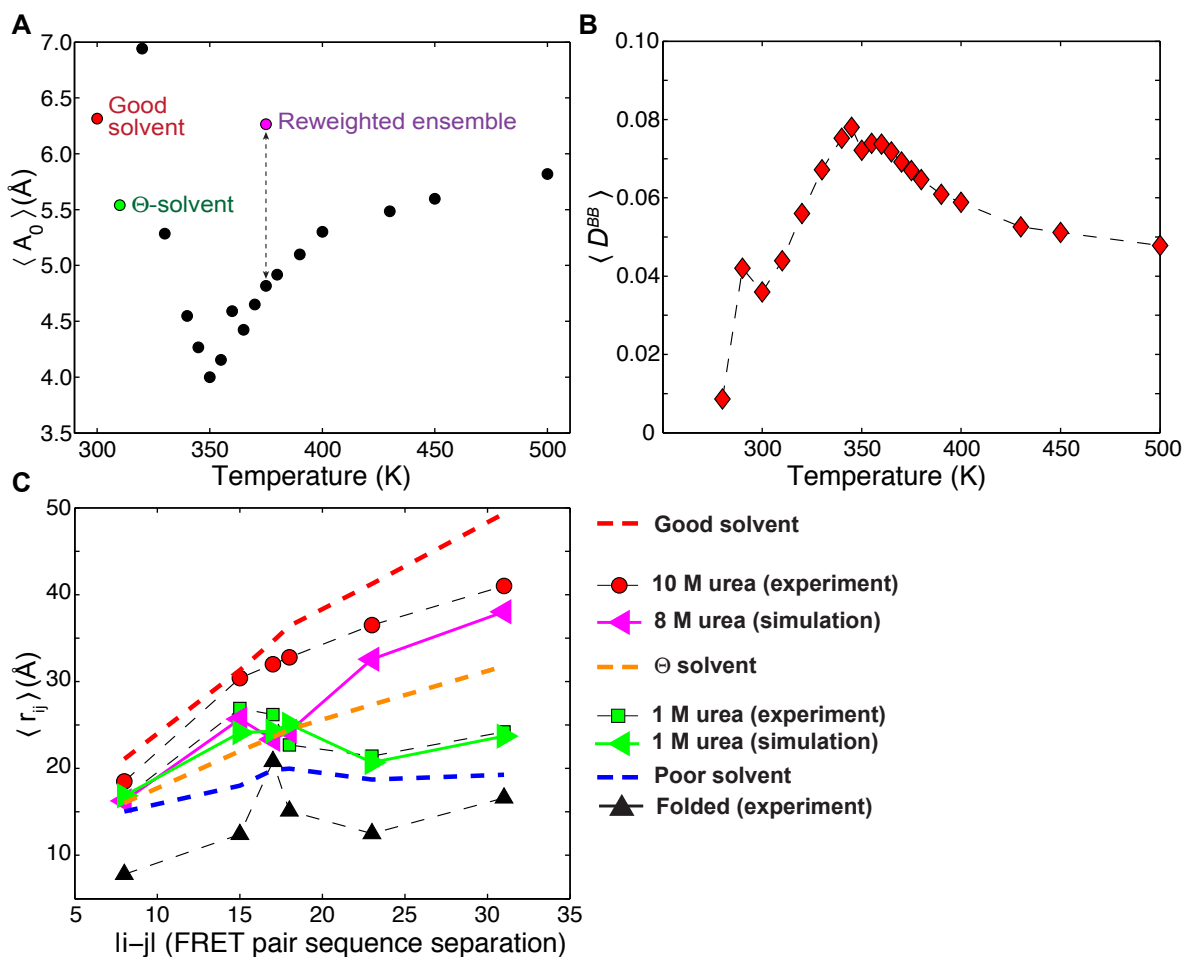 A
7.0
6.5
6.0
5.5
5.0
4.5
4.0
3.5
⟨ A₀ ⟩ (Å)
Good
solvent
Reweighted ensemble
Θ-solvent
300
350
400
450
500
Temperature (K)
B
0.10
0.08
0.06
0.04
0.02
0
⟨ Dᴮᴮ ⟩
300
350
400
450
500
Temperature (K)
C
50
40
30
20
10
⟨ rᵢⱼ ⟩ (Å)
5
10
15
20
25
30
35
|i–j| (FRET pair sequence separation)
Good solvent
10 M urea (experiment)
8 M urea (simulation)
Θ solvent
1 M urea (experiment)
1 M urea (simulation)
Poor solvent
Folded (experiment)